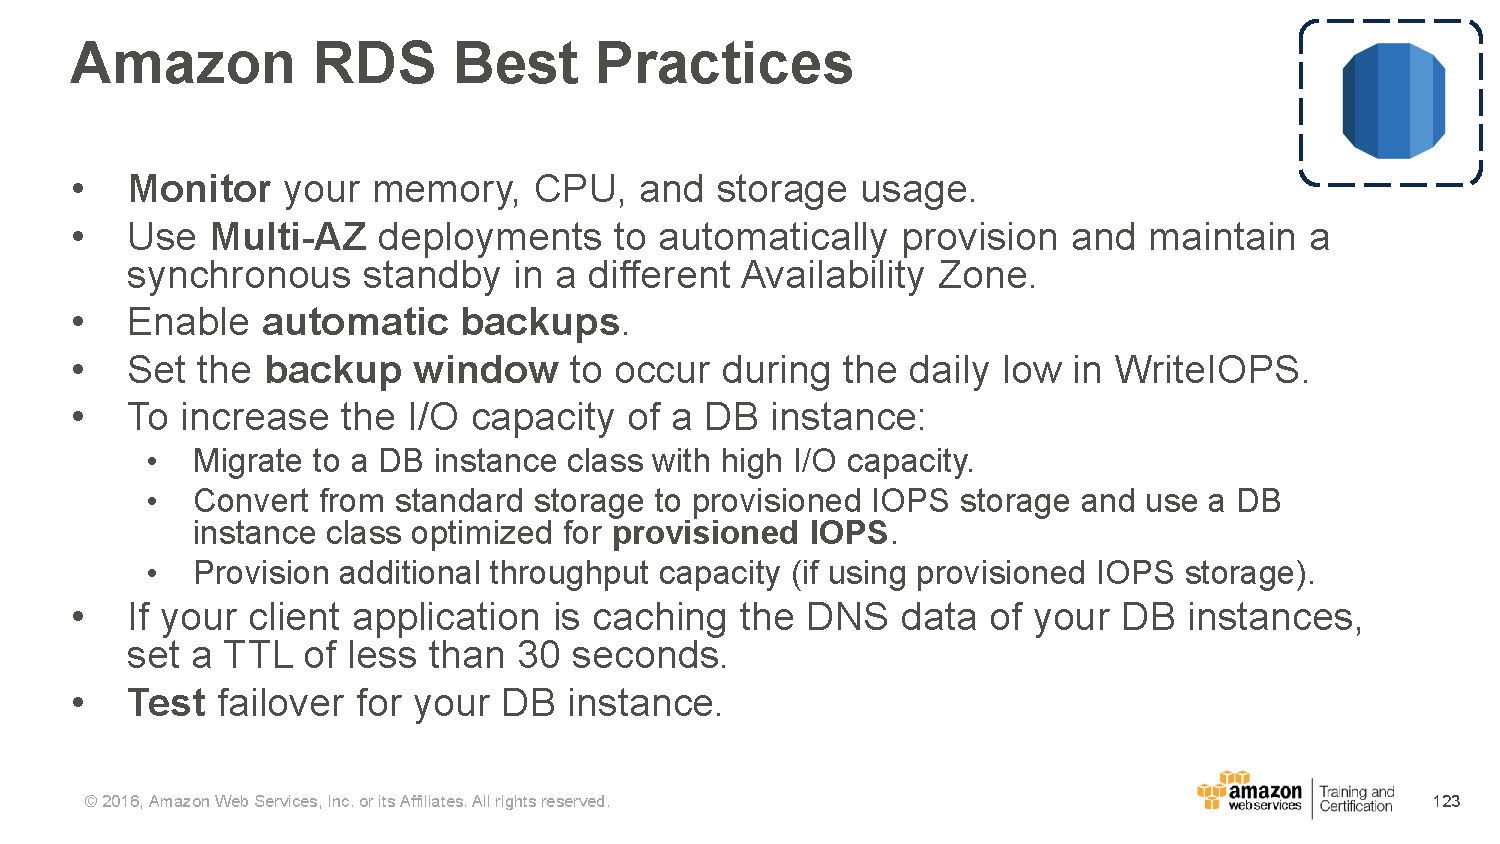 Amazon RDS Best Practices
• Monitor your memory, CPU, and storage usage.
• Use Multi-AZ deployments to automatically provision and maintain a
synchronous standby in a different Availability Zone.
• Enable automatic backups.
• Set the backup window to occur during the daily low in WriteIOPS.
• To increase the I/O capacity of a DB instance:
• Migrate to a DB instance class with high I/O capacity.
• Convert from standard storage to provisioned IOPS storage and use a DB
instance class optimized for provisioned IOPS.
• Provision additional throughput capacity (if using provisioned IOPS storage).
• If your client application is caching the DNS data of your DB instances,
set a TTL of less than 30 seconds.
• Test failover for your DB instance.
© 2016, Amazon Web Services, Inc. or its Affiliates. All rights reserved.
amazon
web services
Training and
Certification
123